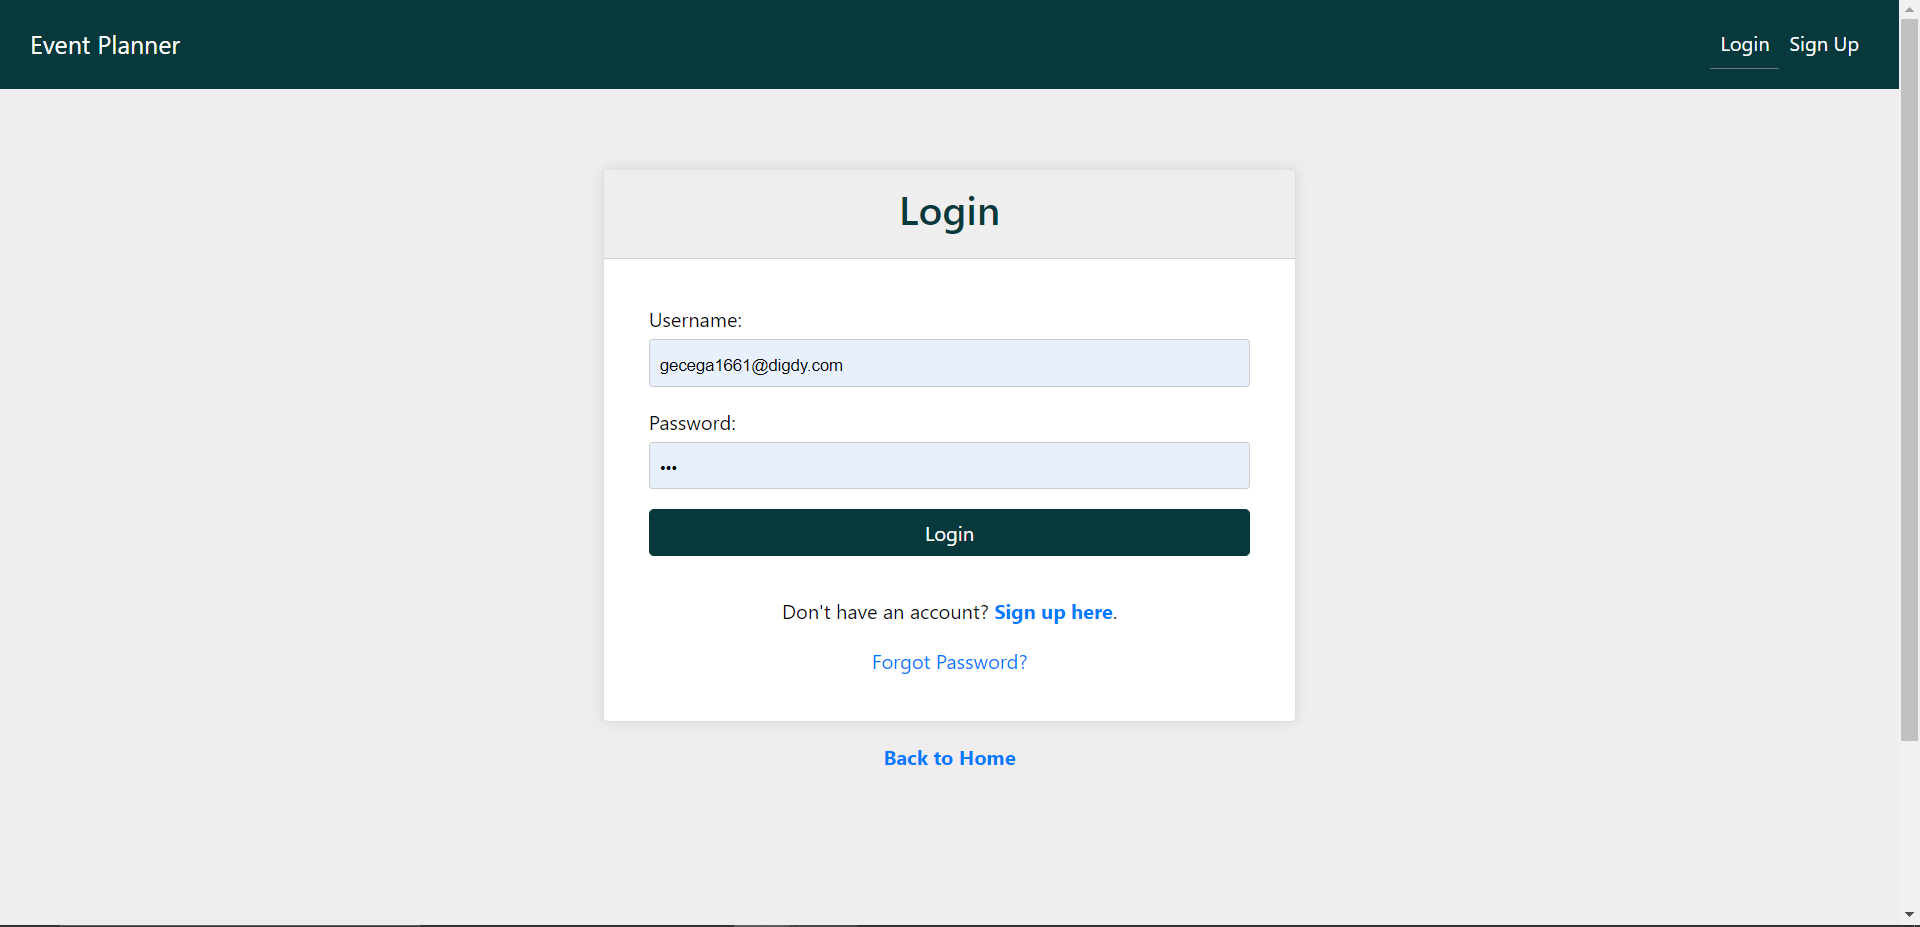 Event Planner
Login Sign Up
Login
Username:
gecega1661@digdy.com
Password:
•••
Login
Don't have an account? Sign up here.
Forgot Password?
Back to Home